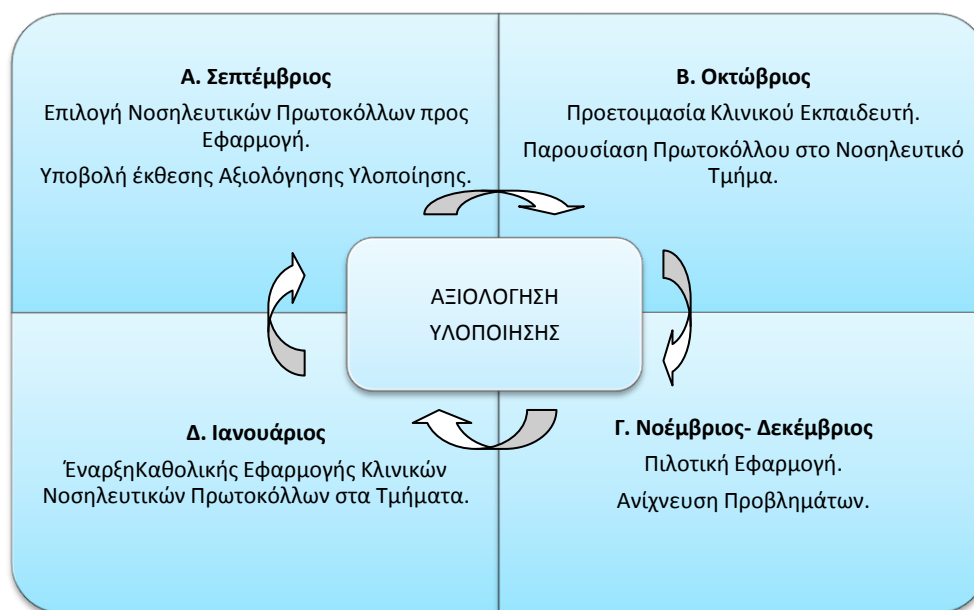 Α. Σεπτέμβριος
Επιλογή Νοσηλευτικών Πρωτοκόλλων προς
Εφαρμογή.
Υποβολή έκθεσης Αξιολόγησης Υλοποίησης.
Β. Οκτώβριος
Προετοιμασία Κλινικού Εκπαιδευτή.
Παρουσίαση Πρωτοκόλλου στο Νοσηλευτικό
Τμήμα.
ΑΞΙΟΛΟΓΗΣΗ
ΥΛΟΠΟΙΗΣΗΣ
Γ. Νοέμβριος- Δεκέμβριος
Πιλοτική Εφαρμογή.
Ανίχνευση Προβλημάτων.
Δ. Ιανουάριος
ΈναρξηΚαθολικής Εφαρμογής Κλινικών
Νοσηλευτικών Πρωτοκόλλων στα Τμήματα.